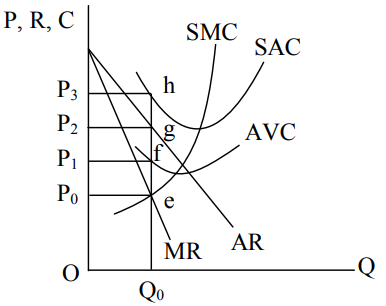 P, R, C
SMC
SAC
P₃ h
P₂ g
AVC
P₁ f
P₀ e
MR AR
O Q
Q₀